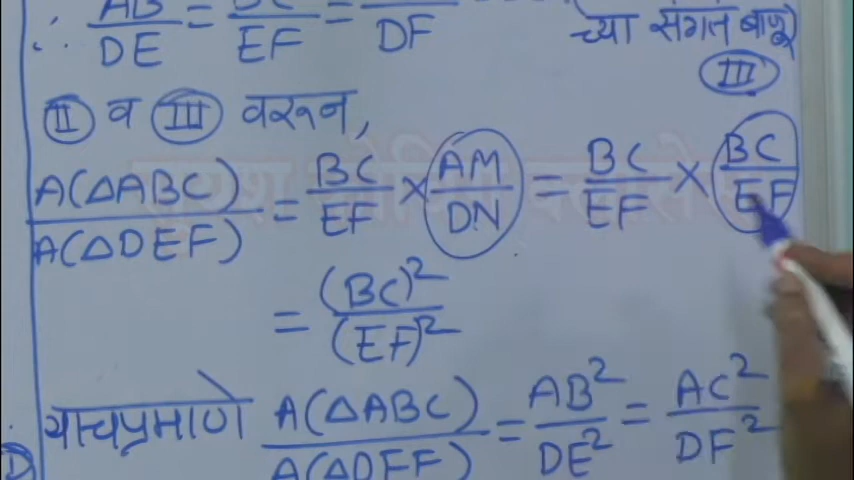 ∴ AB/DE = BC/EF = /DF
च्या संगत बाजू
III
II व III वरून,
A(△ABC)/A(△DEF) = BC/EF × AM/DN = BC/EF × BC/EF
= (BC)²/(EF)²
याचप्रमाणे A(△ABC)/A(△DEF) = AB²/DE² = AC²/DF²